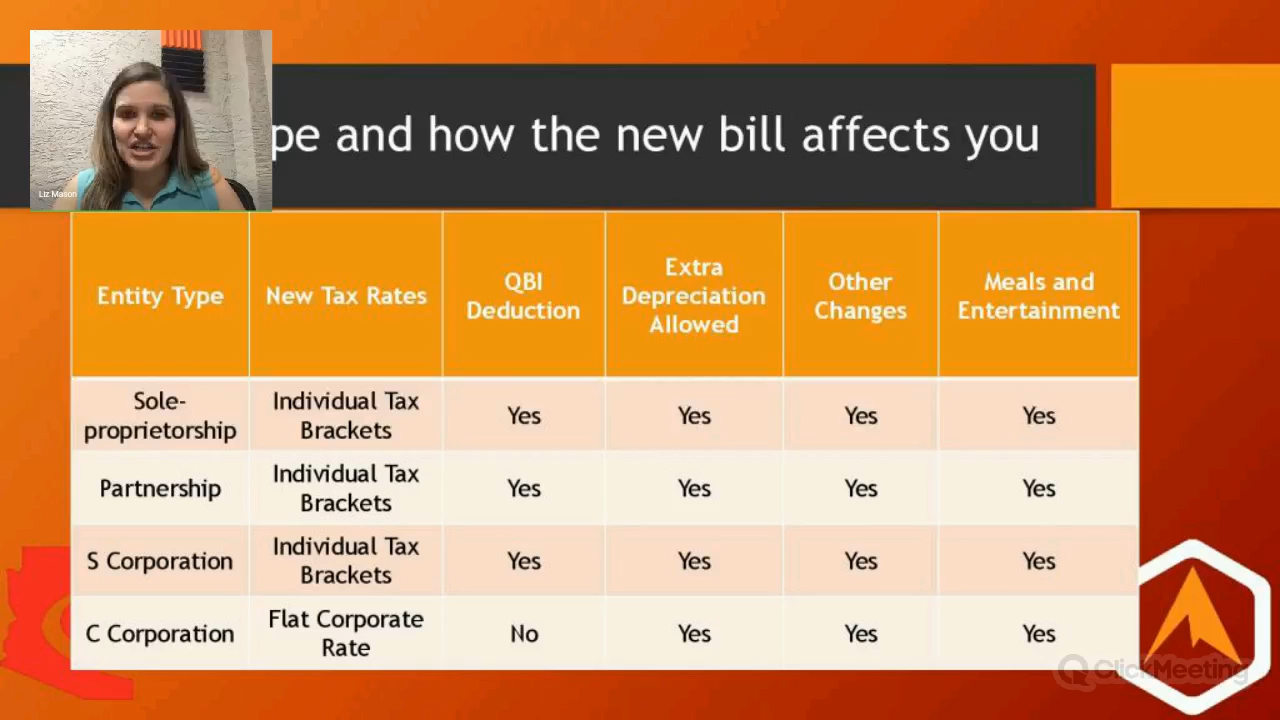 pe and how the new bill affects you
Liz Mason
Entity Type
New Tax Rates
QBI
Deduction
Extra
Depreciation
Allowed
Other
Changes
Meals and
Entertainment
Sole-
proprietorship
Individual Tax
Brackets
Yes
Yes
Yes
Yes
Partnership
Individual Tax
Brackets
Yes
Yes
Yes
Yes
S Corporation
Individual Tax
Brackets
Yes
Yes
Yes
Yes
C Corporation
Flat Corporate
Rate
No
Yes
Yes
Yes
ClickMeeting